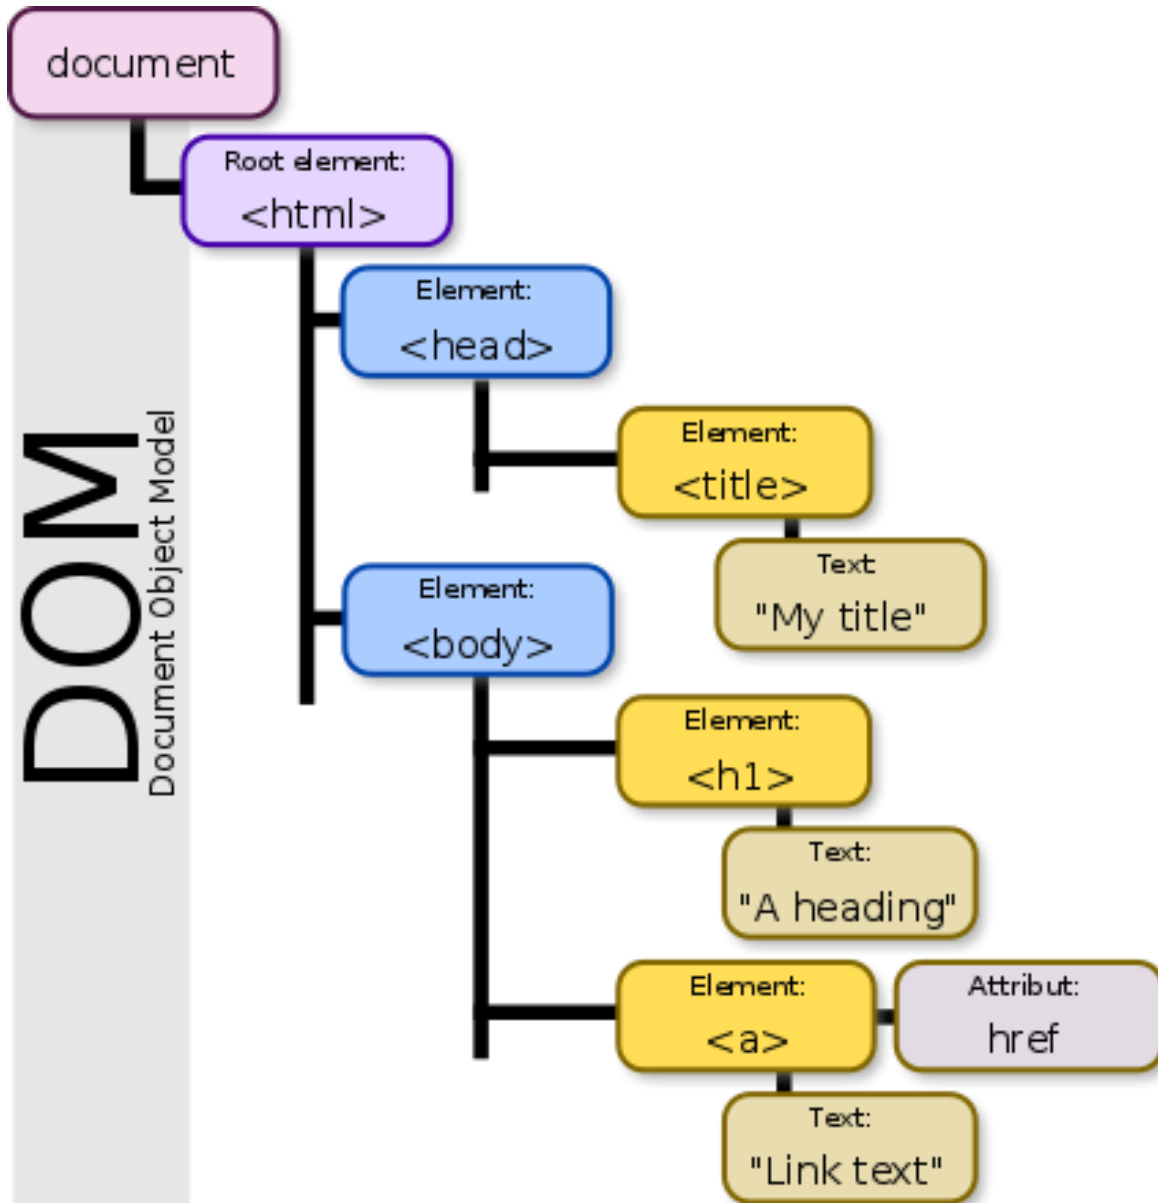 document
Root element:
<html>
Element:
<head>
Element:
<title>
Text
"My title"
Element:
<body>
Element:
<h1>
Text:
"A heading"
Element:
<a>
Attribut:
href
Text:
"Link text"
DOM
Document Object Model